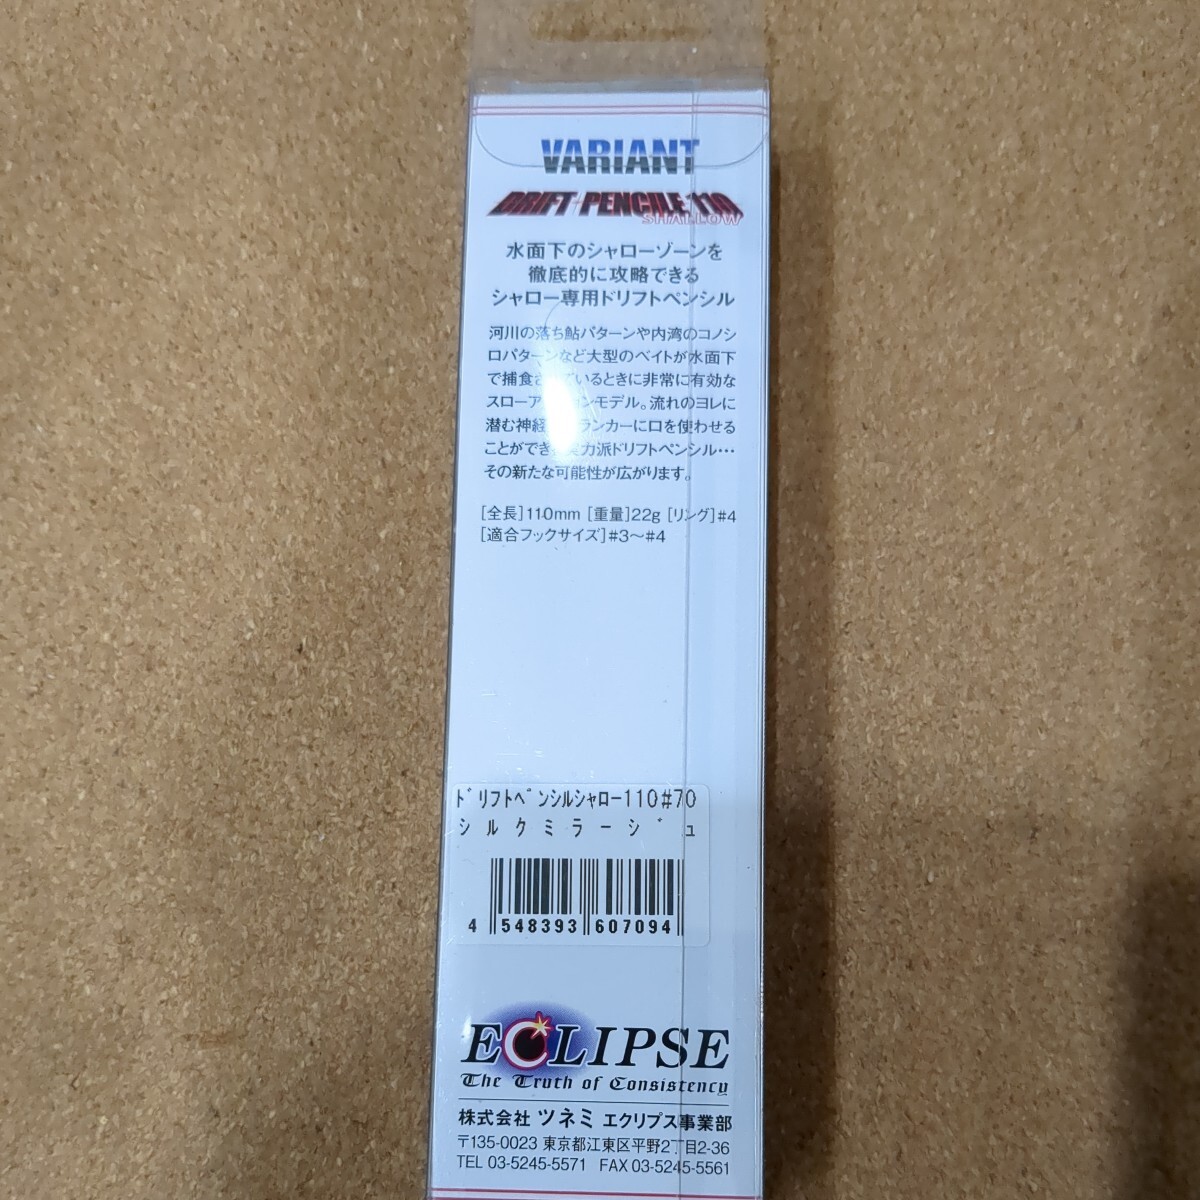 VARIANT
DRIFT PENCILE 110
SHALLOW
水面下のシャローゾーンを
徹底的に攻略できる
シャロー専用ドリフトペンシル
河川の落ち鮎パターンや内湾のコノシ
ロパターンなど大型のベイトが水面下
で捕食されているときに非常に有効な
スローア ョンモデル。流れのヨレに
潜む神経 ランカーに口を使わせる
ことができ 実力派ドリフトペンシル…
その新たな可能性が広がります。
[全長]110mm [重量]22g [リング]#4
[適合フックサイズ]#3〜#4
ﾄﾞﾘﾌﾄﾍﾟﾝｼﾙｼｬﾛｰ110#70
ｼﾙｸﾐﾗｰｼﾞｭ
4 548393 607094
ECLIPSE
The Truth of Consistency
株式会社 ツネミ エクリプス事業部
〒135-0023 東京都江東区平野2丁目2-36
TEL 03-5245-5571 FAX 03-5245-5561